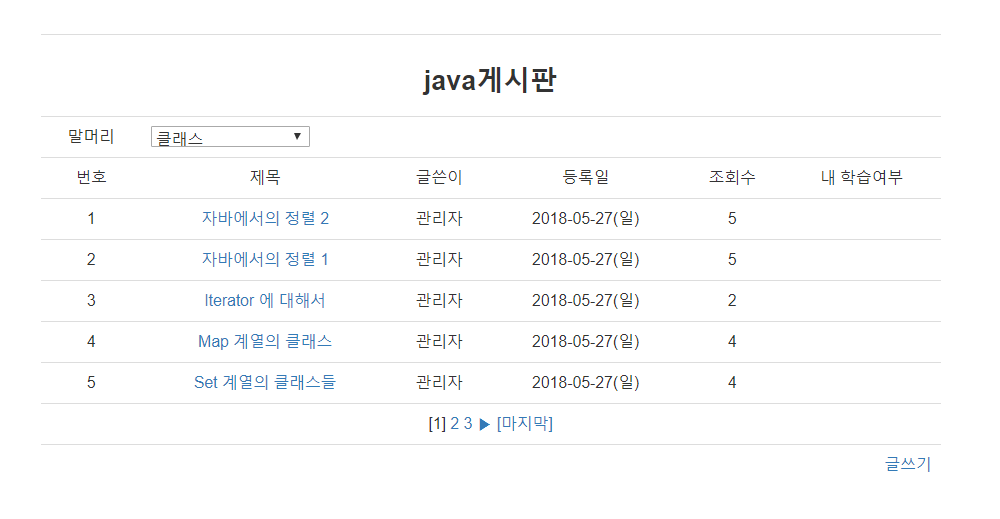 java게시판
말머리 클래스 ▼
번호 제목 글쓴이 등록일 조회수 내 학습여부
1 자바에서의 정렬 2 관리자 2018-05-27(일) 5
2 자바에서의 정렬 1 관리자 2018-05-27(일) 5
3 Iterator 에 대해서 관리자 2018-05-27(일) 2
4 Map 계열의 클래스 관리자 2018-05-27(일) 4
5 Set 계열의 클래스들 관리자 2018-05-27(일) 4
[1] 2 3 ▶ [마지막]
글쓰기